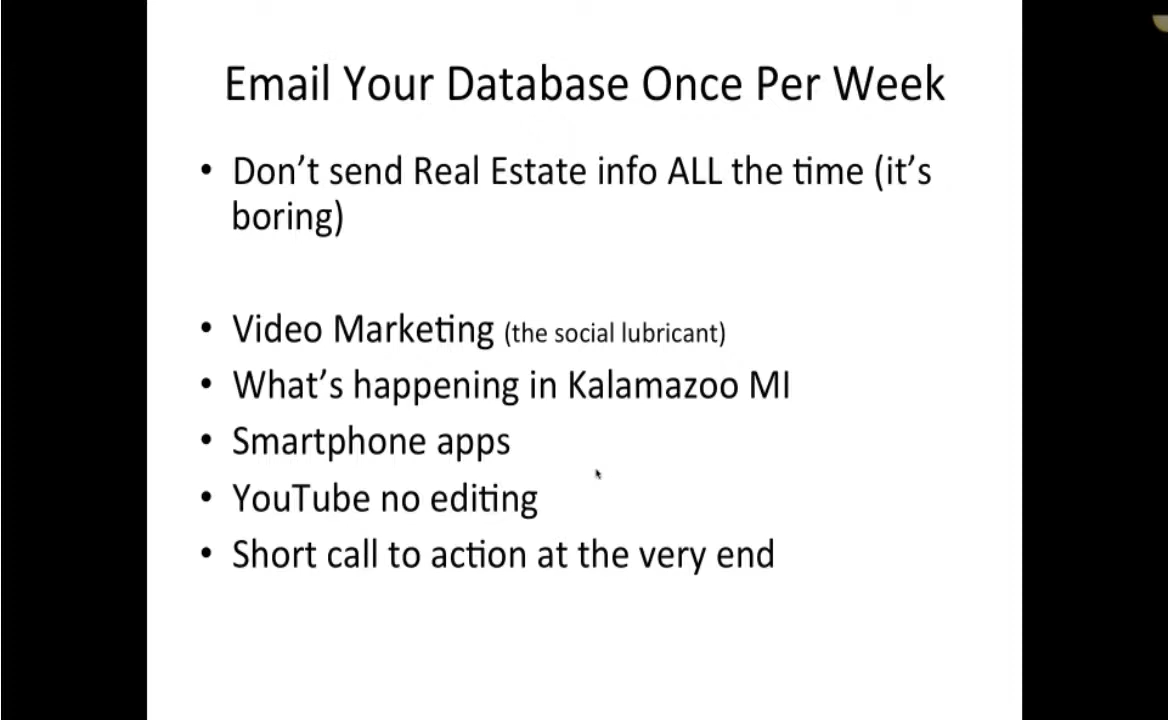 Email Your Database Once Per Week
• Don’t send Real Estate info ALL the time (it’s
boring)
• Video Marketing (the social lubricant)
• What’s happening in Kalamazoo MI
• Smartphone apps
• YouTube no editing
• Short call to action at the very end